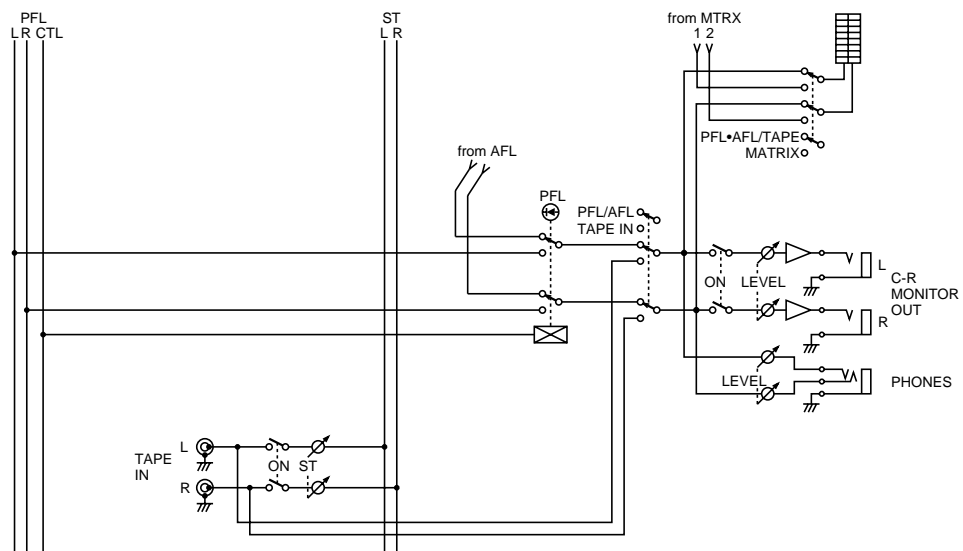 PFL
L R CTL
ST
L R
from MTRX
1 2
PFL•AFL/TAPE
MATRIX
from AFL
PFL
PFL/AFL
TAPE IN
ON
LEVEL
L
C-R
MONITOR
OUT
R
LEVEL
PHONES
TAPE
IN
L
R
ON
ST